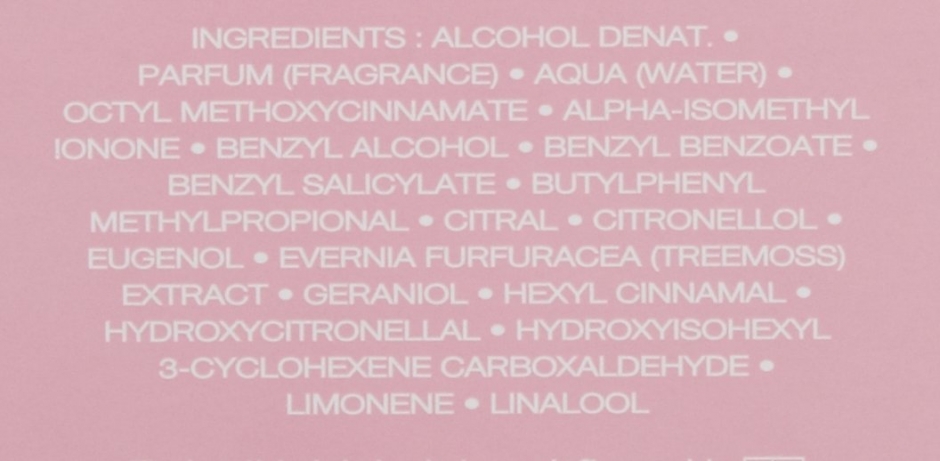 INGREDIENTS : ALCOHOL DENAT. •
PARFUM (FRAGRANCE) • AQUA (WATER) •
OCTYL METHOXYCINNAMATE • ALPHA-ISOMETHYL
IONONE • BENZYL ALCOHOL • BENZYL BENZOATE •
BENZYL SALICYLATE • BUTYLPHENYL
METHYLPROPIONAL • CITRAL • CITRONELLOL •
EUGENOL • EVERNIA FURFURACEA (TREEMOSS)
EXTRACT • GERANIOL • HEXYL CINNAMAL •
HYDROXYCITRONELLAL • HYDROXYISOHEXYL
3-CYCLOHEXENE CARBOXALDEHYDE •
LIMONENE • LINALOOL